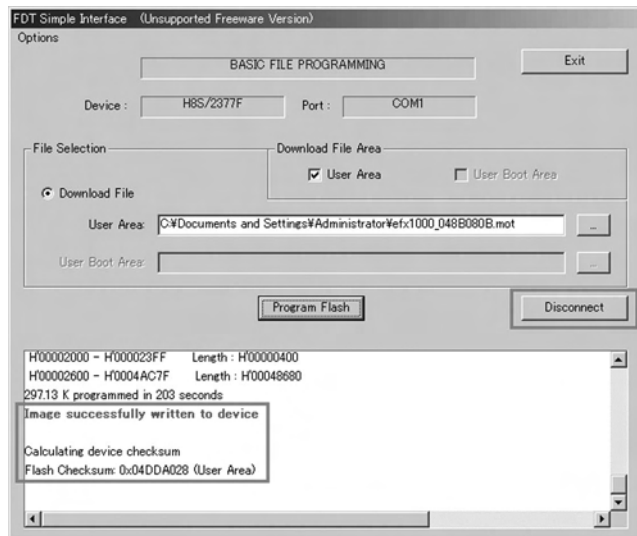 FDT Simple Interface (Unsupported Freeware Version)
Options
BASIC FILE PROGRAMMING
Exit
Device : H8S/2377F Port : COM1
File Selection
Download File Area
User Area User Boot Area
Download File
User Area: C:¥Documents and Settings¥Administrator¥efx1000_048B080B.mot ...
User Boot Area: ...
Program Flash Disconnect
H'00002000 - H'000023FF Length : H'00000400
H'00002600 - H'0004AC7F Length : H'00048680
297.13 K programmed in 203 seconds
Image successfully written to device
Calculating device checksum
Flash Checksum: 0x04DDA028 (User Area)